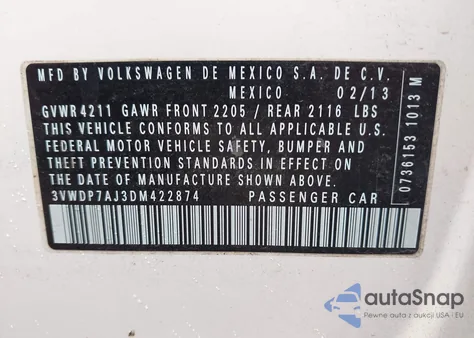 MFD BY VOLKSWAGEN DE MEXICO S.A. DE C.V.
MEXICO 02/13
GVWR 4211 GAWR FRONT 2205 / REAR 2116 LBS
THIS VEHICLE CONFORMS TO ALL APPLICABLE U.S.
FEDERAL MOTOR VEHICLE SAFETY, BUMPER AND
THEFT PREVENTION STANDARDS IN EFFECT ON THE
DATE OF MANUFACTURE SHOWN ABOVE.
3VWDP7AJ3DM422874 PASSENGER CAR
0736153 1013 M
autoSnap
Pewne auta z aukcji USA i EU